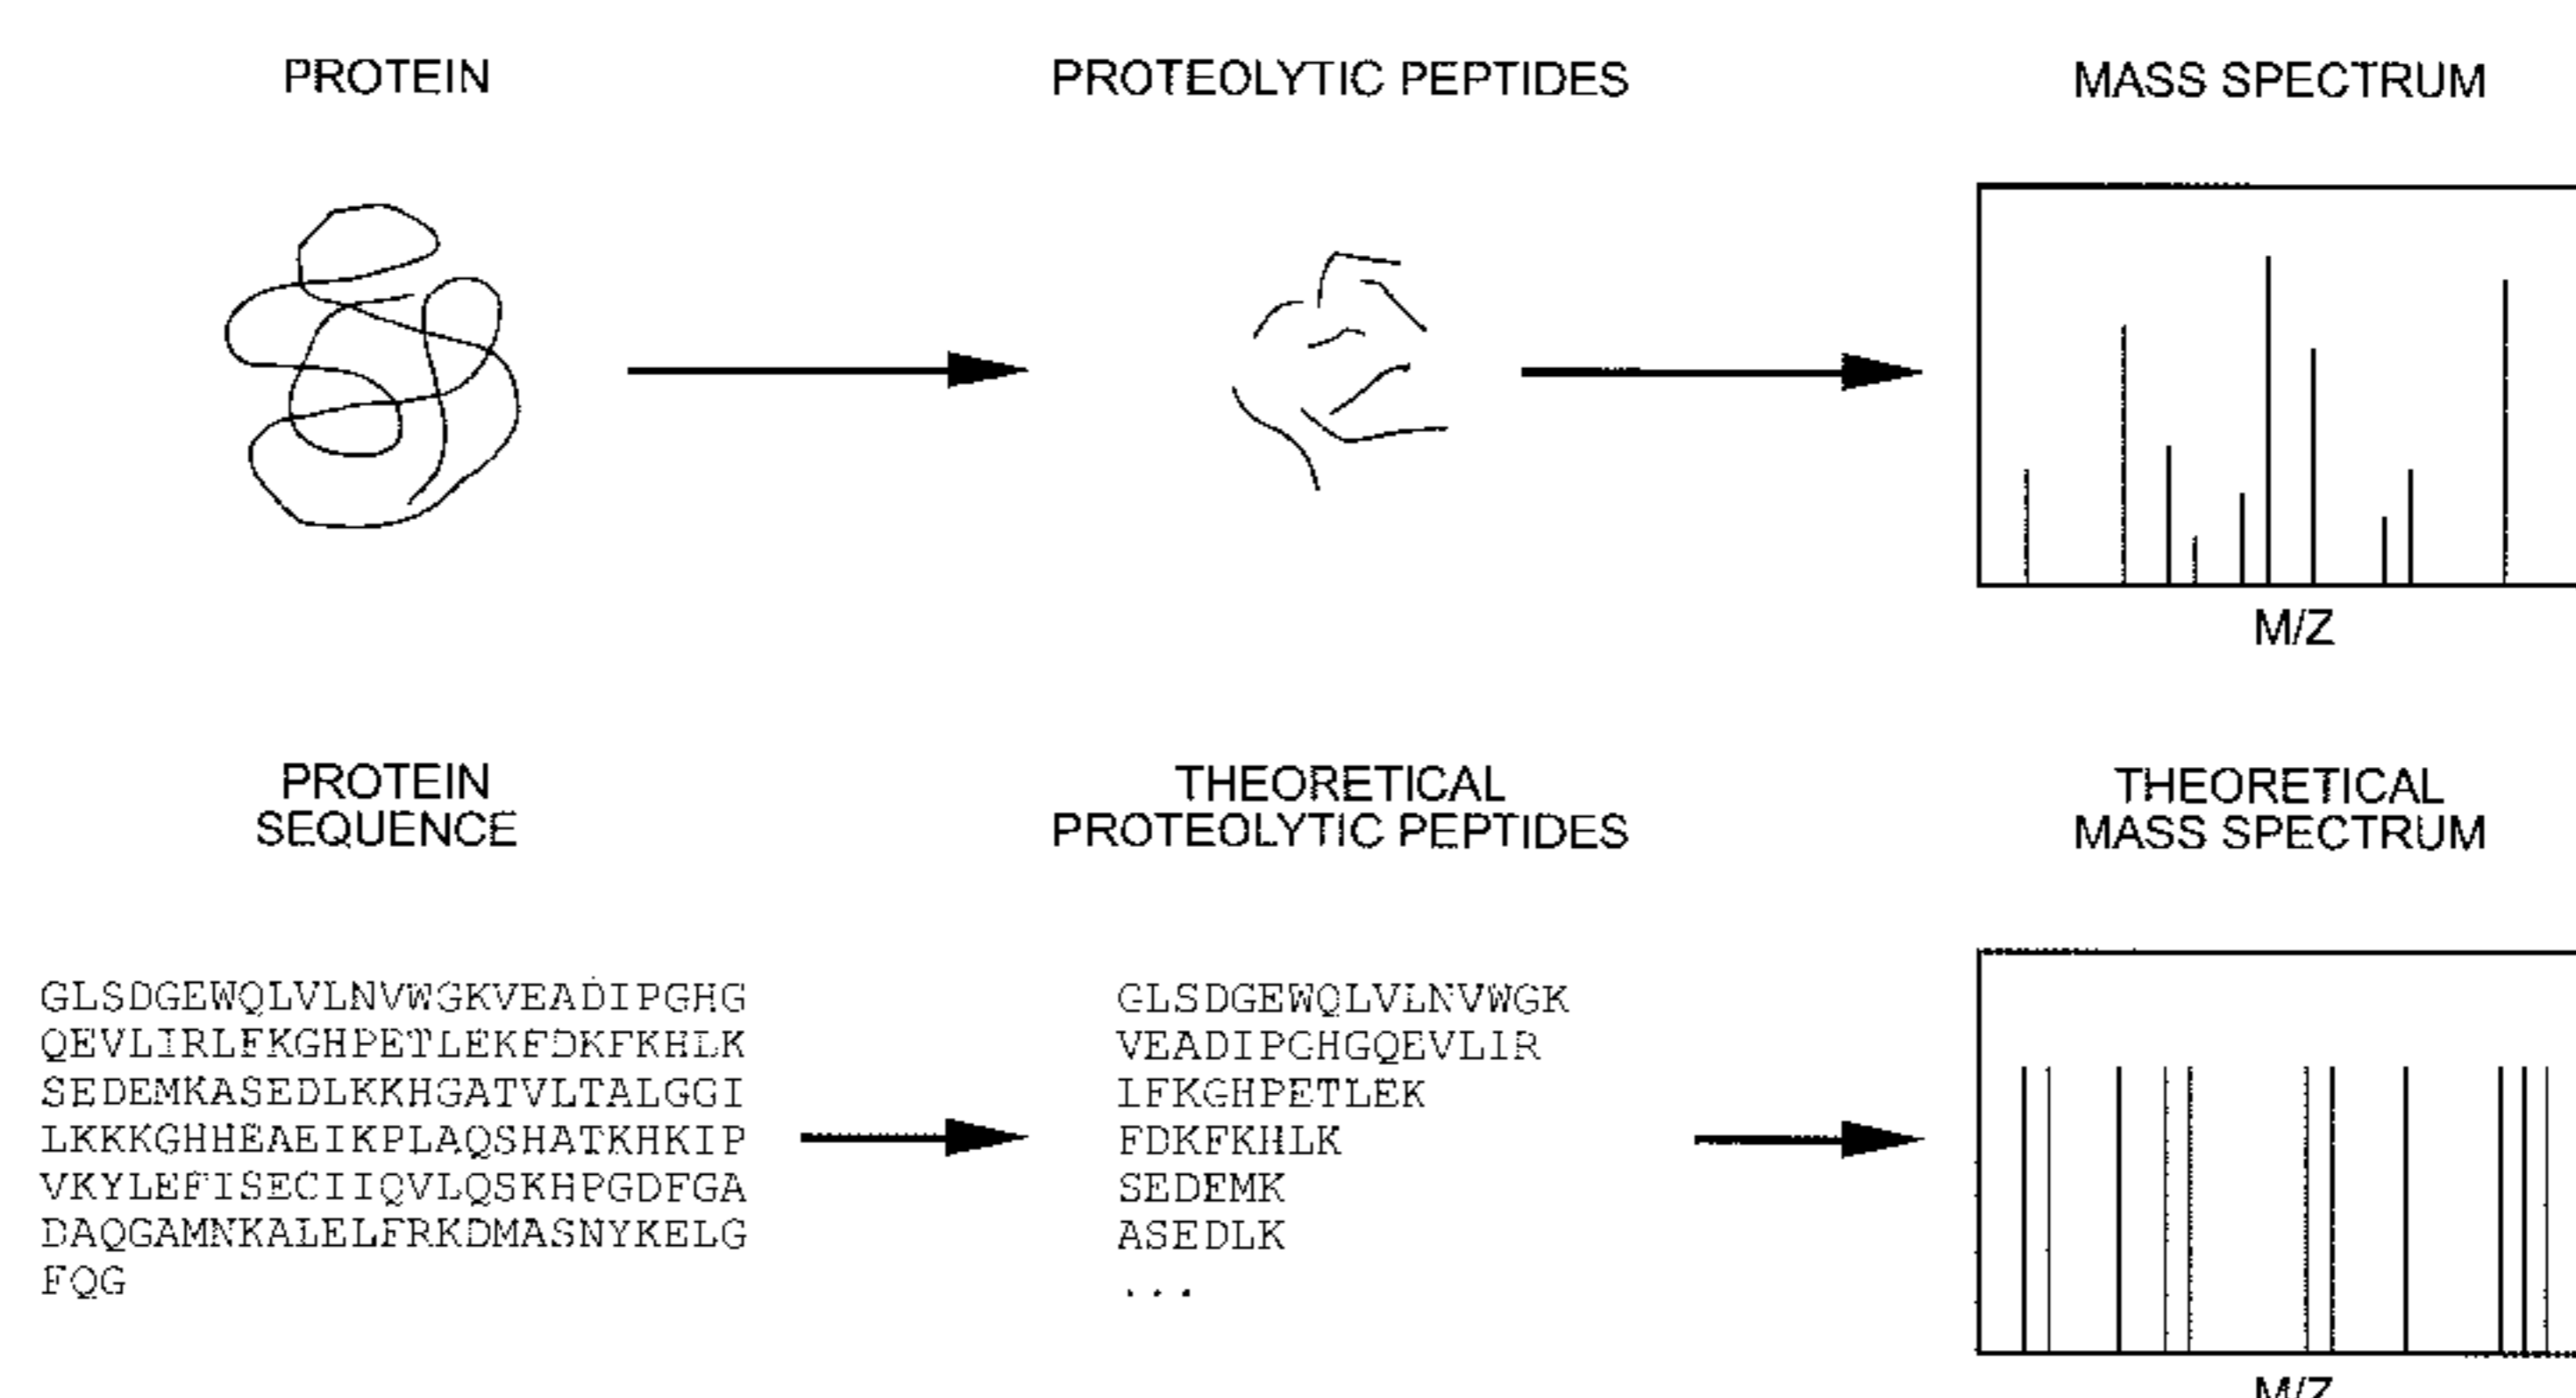 PROTEIN
PROTEOLYTIC PEPTIDES
MASS SPECTRUM
M/Z
PROTEIN
SEQUENCE
THEORETICAL
PROTEOLYTIC PEPTIDES
THEORETICAL
MASS SPECTRUM
GLSDGEWQLVLNVWGKVEADIPGHG
QEVLIRLFKGHPETLEKFDKFKHLK
SEDEMKASEDLKKHGATVLTALGGI
LKKKGHHEAEIKPLAQSHATKHKIP
VKYLEFISECIIQVLQSKHPGDFGA
DAQGAMNKALELFRKDMASNYKELG
FQG
GLSDGEWQLVLNVWGK
VEADIPGHGQEVLIR
LFKGHPETLEK
FDKFKHLK
SEDEMK
ASEDLK
...
M/Z